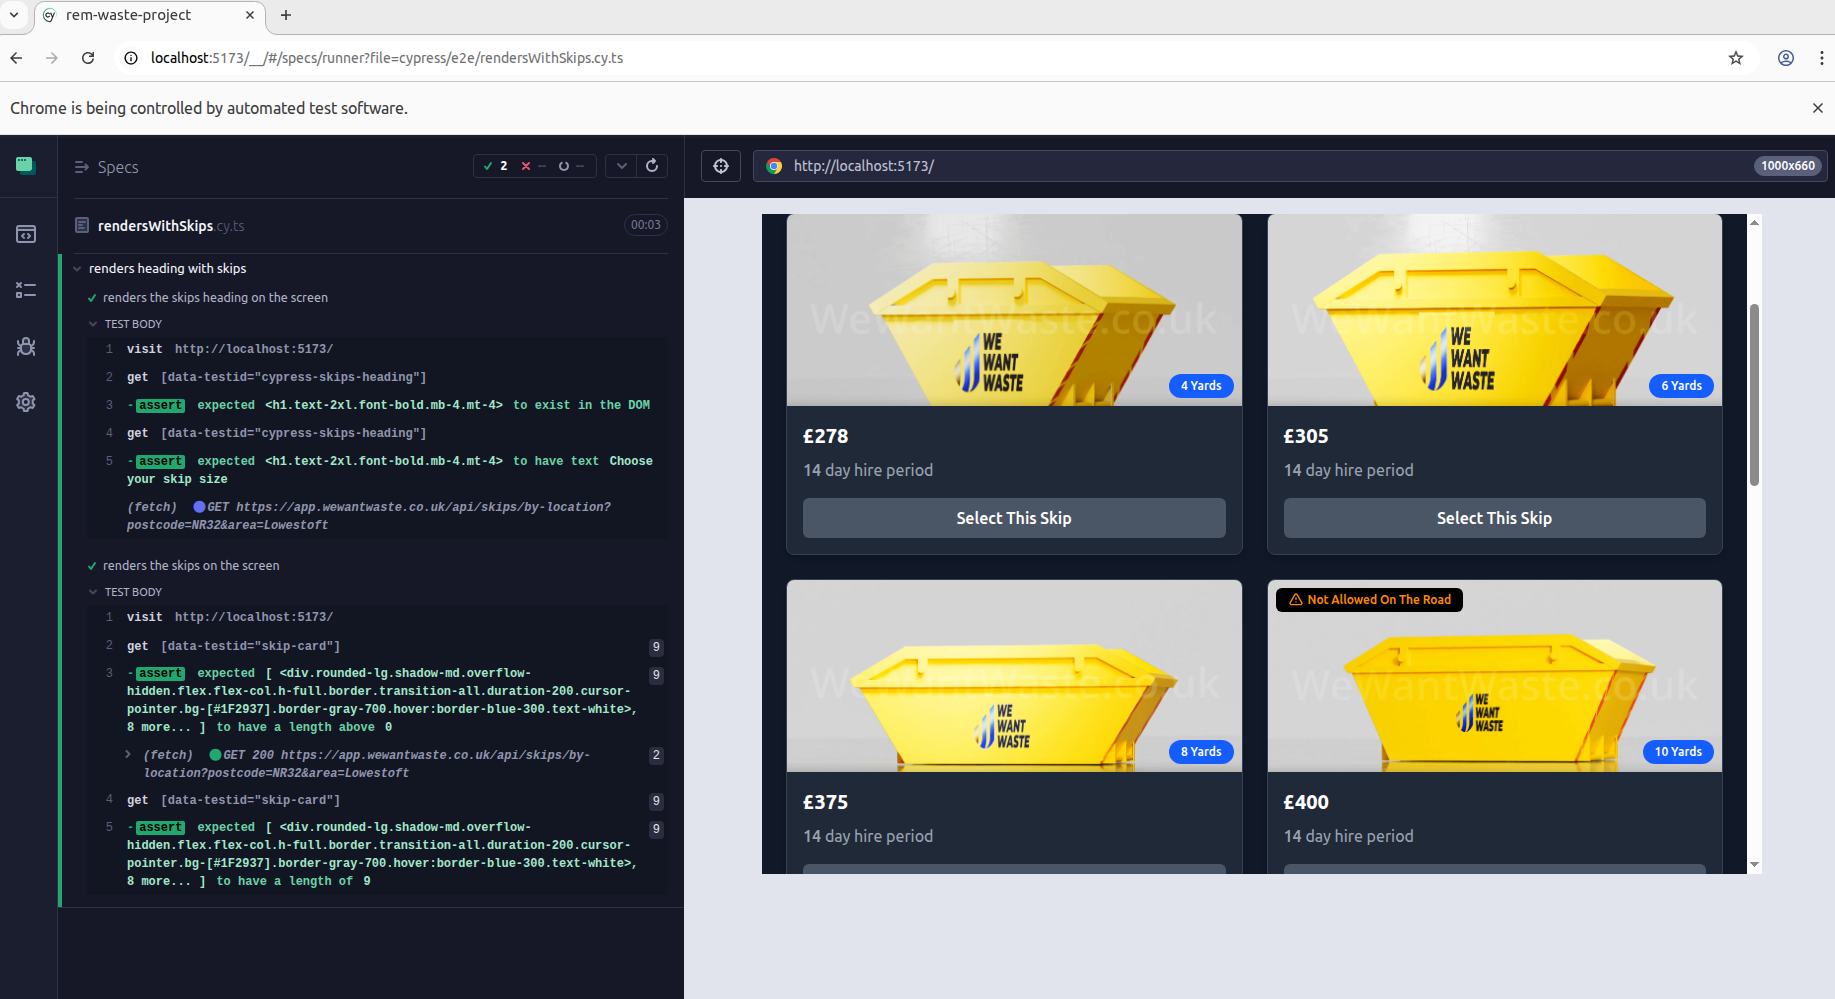 rem-waste-project
localhost:5173/__/#/specs/runner?file=cypress/e2e/rendersWithSkips.cy.ts
Chrome is being controlled by automated test software.
Specs
2 -- --
rendersWithSkips.cy.ts 00:03
renders heading with skips
renders the skips heading on the screen
TEST BODY
1 visit http://localhost:5173/
2 get [data-testid="cypress-skips-heading"]
3 -assert expected <h1.text-2xl.font-bold.mb-4.mt-4> to exist in the DOM
4 get [data-testid="cypress-skips-heading"]
5 -assert expected <h1.text-2xl.font-bold.mb-4.mt-4> to have text Choose
your skip size
(fetch) GET https://app.wewantwaste.co.uk/api/skips/by-location?
postcode=NR32&area=Lowestoft
renders the skips on the screen
TEST BODY
1 visit http://localhost:5173/
2 get [data-testid="skip-card"] 9
3 -assert expected [ <div.rounded-lg.shadow-md.overflow- 9
hidden.flex.flex-col.h-full.border.transition-all.duration-200.cursor-
pointer.bg-[#1F2937].border-gray-700.hover:border-blue-300.text-white>,
8 more... ] to have a length above 0
(fetch) GET 200 https://app.wewantwaste.co.uk/api/skips/by- 2
location?postcode=NR32&area=Lowestoft
4 get [data-testid="skip-card"] 9
5 -assert expected [ <div.rounded-lg.shadow-md.overflow- 9
hidden.flex.flex-col.h-full.border.transition-all.duration-200.cursor-
pointer.bg-[#1F2937].border-gray-700.hover:border-blue-300.text-white>,
8 more... ] to have a length of 9
http://localhost:5173/ 1000x660
WeWantWaste.co.uk
WE
WANT
WASTE
4 Yards
£278
14 day hire period
Select This Skip
WeWantWaste.co.uk
WE
WANT
WASTE
6 Yards
£305
14 day hire period
Select This Skip
WeWantWaste.co.uk
WE
WANT
WASTE
8 Yards
£375
14 day hire period
Not Allowed On The Road
WeWantWaste.co.uk
WE
WANT
WASTE
10 Yards
£400
14 day hire period